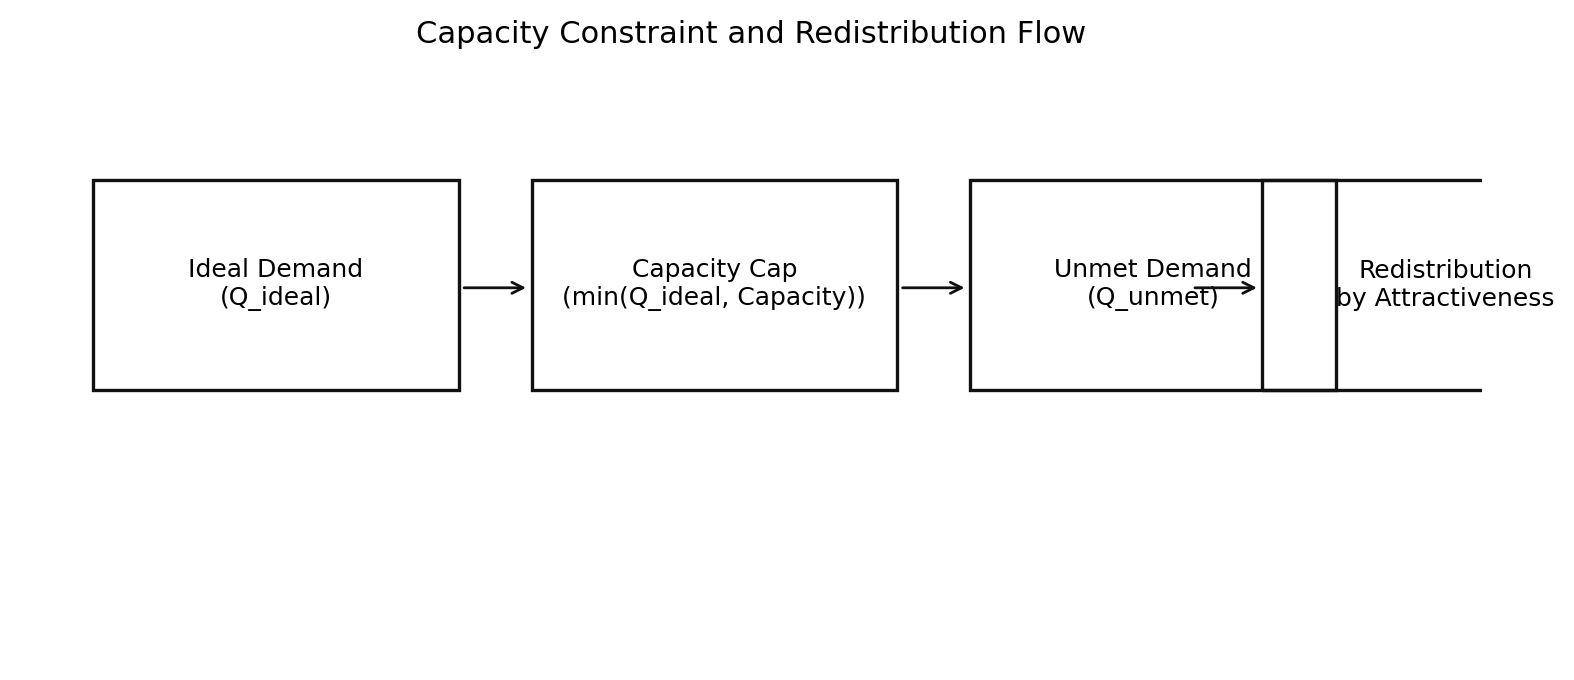 Capacity Constraint and Redistribution Flow
Ideal Demand
(Q_ideal)
Capacity Cap
(min(Q_ideal, Capacity))
Unmet Demand
(Q_unmet)
Redistribution
by Attractiveness